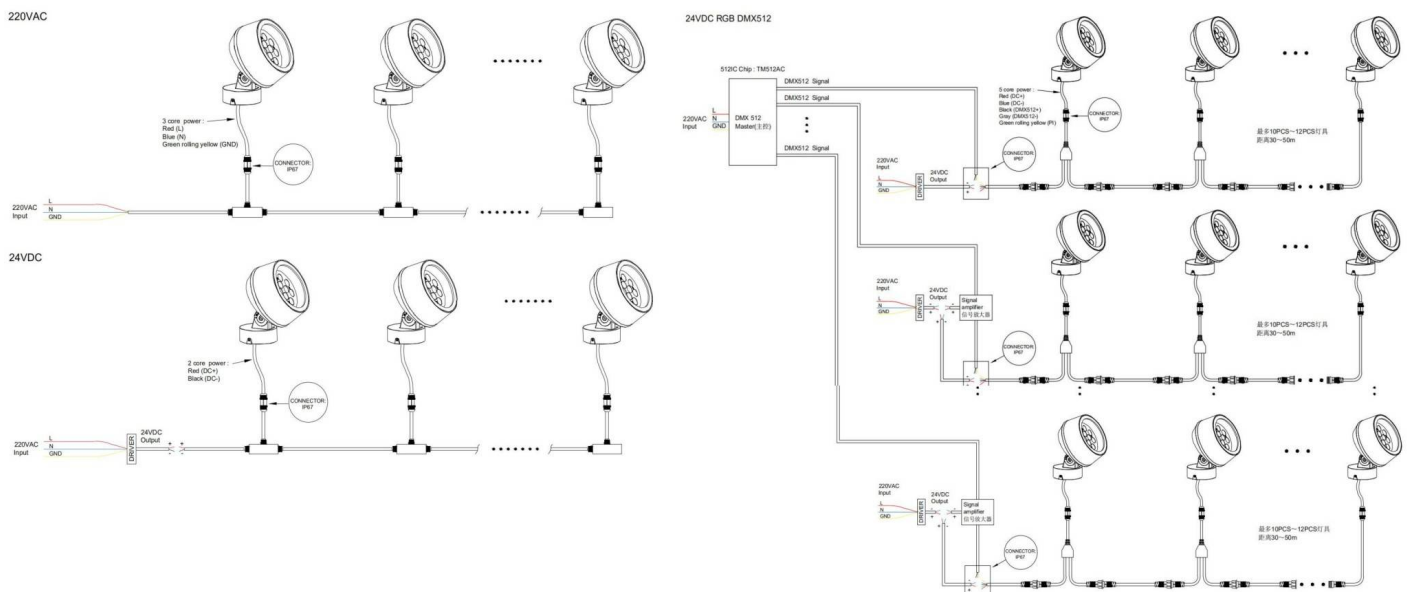 220VAC
3 core power :
Red (L)
Blue (N)
Green rolling yellow (GND)
CONNECTOR:
IP67
220VAC
Input
L
N
GND
24VDC
2 core power :
Red (DC+)
Black (DC-)
CONNECTOR:
IP67
220VAC
Input
L
N
GND
DRIVER
24VDC
Output
+ +
- -
24VDC RGB DMX512
512IC Chip : TM512AC
220VAC
Input
L
N
GND
DMX 512
Master(主控)
DMX512 Signal
DMX512 Signal
DMX512 Signal
5 core power :
Red (DC+)
Blue (DC-)
Black (DMX512+)
Gray (DMX512-)
Green rolling yellow (PI)
CONNECTOR:
IP67
CONNECTOR:
IP67
最多10PCS～12PCS灯具
距离30～50m
220VAC
Input
L
N
GND
DRIVER
24VDC
Output
220VAC
Input
L
N
GND
DRIVER
24VDC
Output
Signal
amplifier
信号放大器
CONNECTOR:
IP67
最多10PCS～12PCS灯具
距离30～50m
220VAC
Input
L
N
GND
DRIVER
24VDC
Output
Signal
amplifier
信号放大器
CONNECTOR:
IP67
最多10PCS～12PCS灯具
距离30～50m